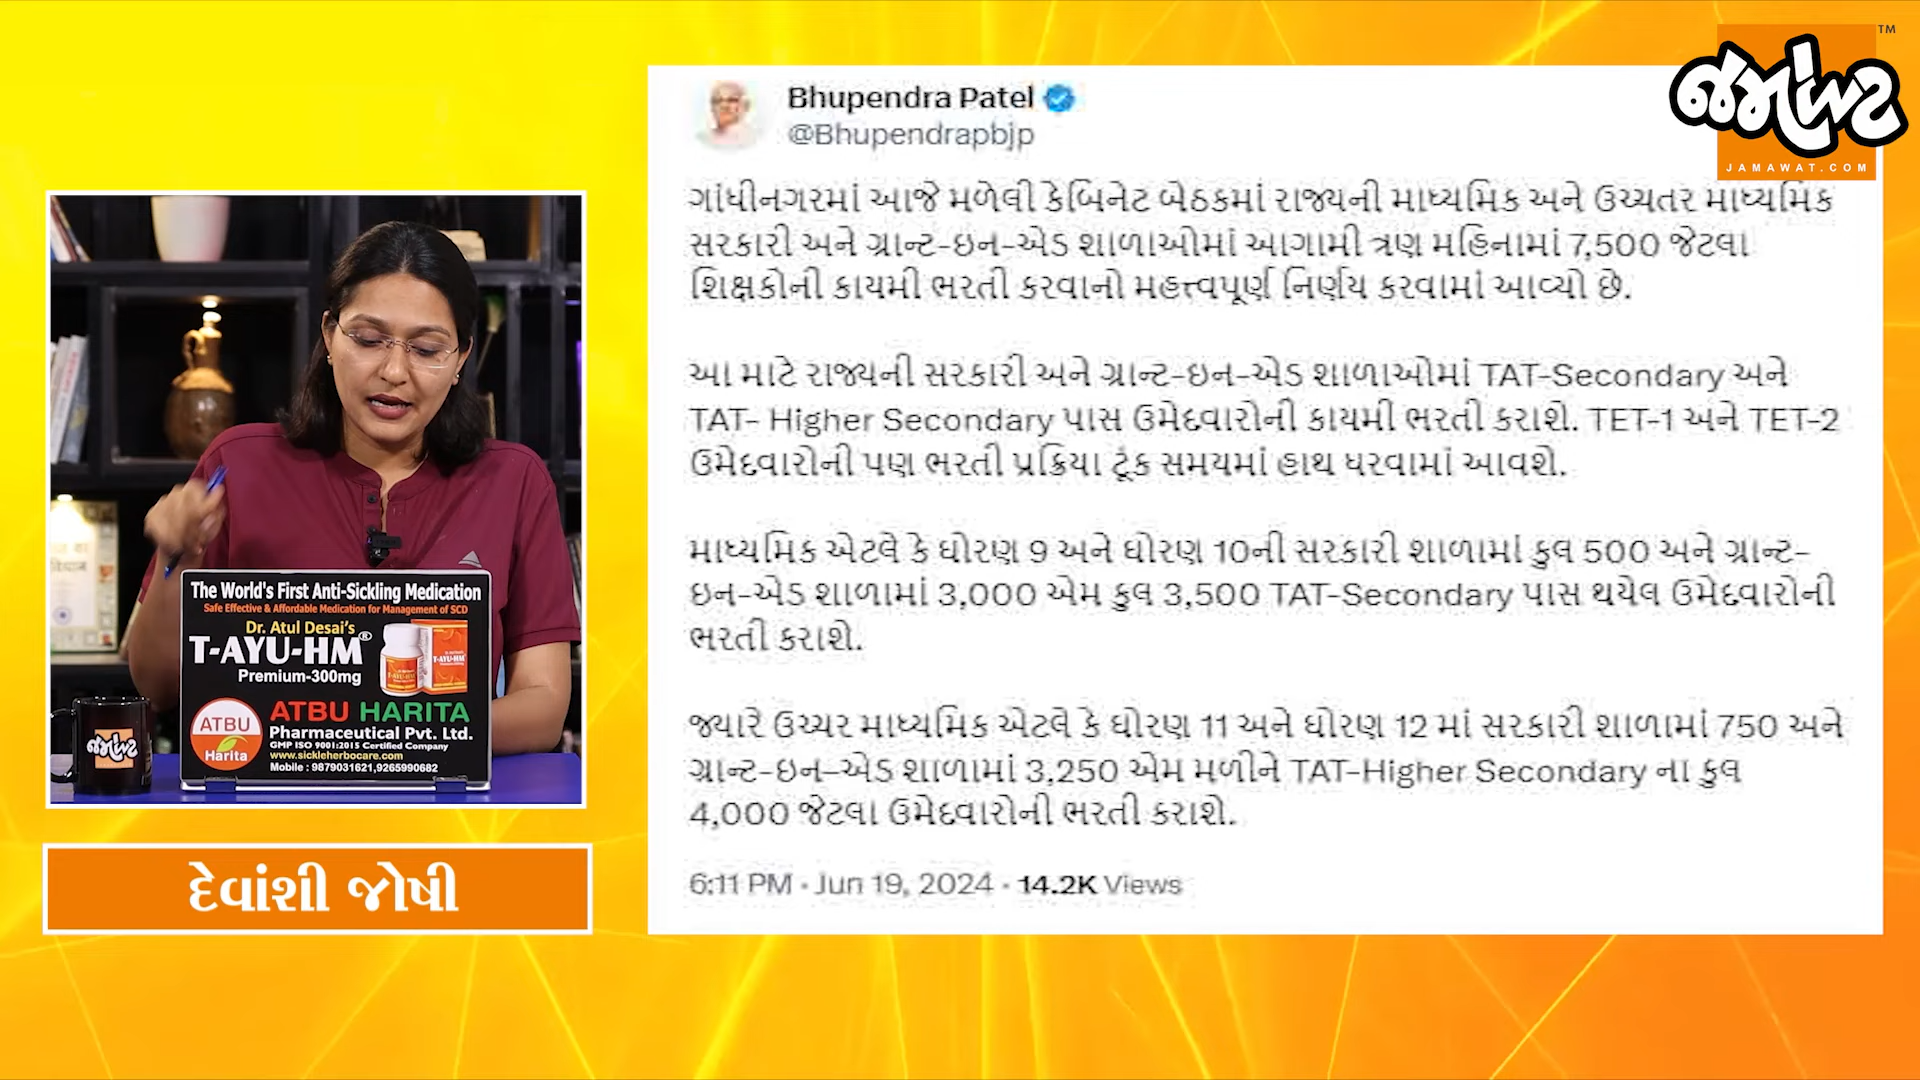 જમાવટ
TM
JAMAWAT.COM
Bhupendra Patel
@Bhupendrapbjp
ગાંધીનગરમાં આજે મળેલી કેબિનેટ બેઠકમાં રાજ્યની માધ્યમિક અને ઉચ્ચતર માધ્યમિક
સરકારી અને ગ્રાન્ટ-ઇન-એડ શાળાઓમાં આગામી ત્રણ મહિનામાં 7,500 જેટલા
શિક્ષકોની કાયમી ભરતી કરવાનો મહત્ત્વપૂર્ણ નિર્ણય કરવામાં આવ્યો છે.
આ માટે રાજ્યની સરકારી અને ગ્રાન્ટ-ઇન-એડ શાળાઓમાં TAT-Secondary અને
TAT- Higher Secondary પાસ ઉમેદવારોની કાયમી ભરતી કરાશે. TET-1 અને TET-2
ઉમેદવારોની પણ ભરતી પ્રક્રિયા ટૂંક સમયમાં હાથ ધરવામાં આવશે.
માધ્યમિક એટલે કે ધોરણ 9 અને ધોરણ 10ની સરકારી શાળામાં કુલ 500 અને ગ્રાન્ટ-
ઇન-એડ શાળામાં 3,000 એમ કુલ 3,500 TAT-Secondary પાસ થયેલ ઉમેદવારોની
ભરતી કરાશે.
જ્યારે ઉચ્ચર માધ્યમિક એટલે કે ધોરણ 11 અને ધોરણ 12 માં સરકારી શાળામાં 750 અને
ગ્રાન્ટ-ઇન-એડ શાળામાં 3,250 એમ મળીને TAT-Higher Secondary ના કુલ
4,000 જેટલા ઉમેદવારોની ભરતી કરાશે.
6:11 PM · Jun 19, 2024 · 14.2K Views
The World's First Anti-Sickling Medication
Safe Effective & Affordable Medication for Management of SCD
Dr. Atul Desai's
T-AYU-HM®
Premium-300mg
T-AYU-HM
ATBU
Harita
ATBU HARITA
Pharmaceutical Pvt. Ltd.
GMP ISO 9001:2015 Certified Company
www.sickleherbocare.com
Mobile : 9879031621,9265990682
જમાવટ
દેવાંશી જોષી